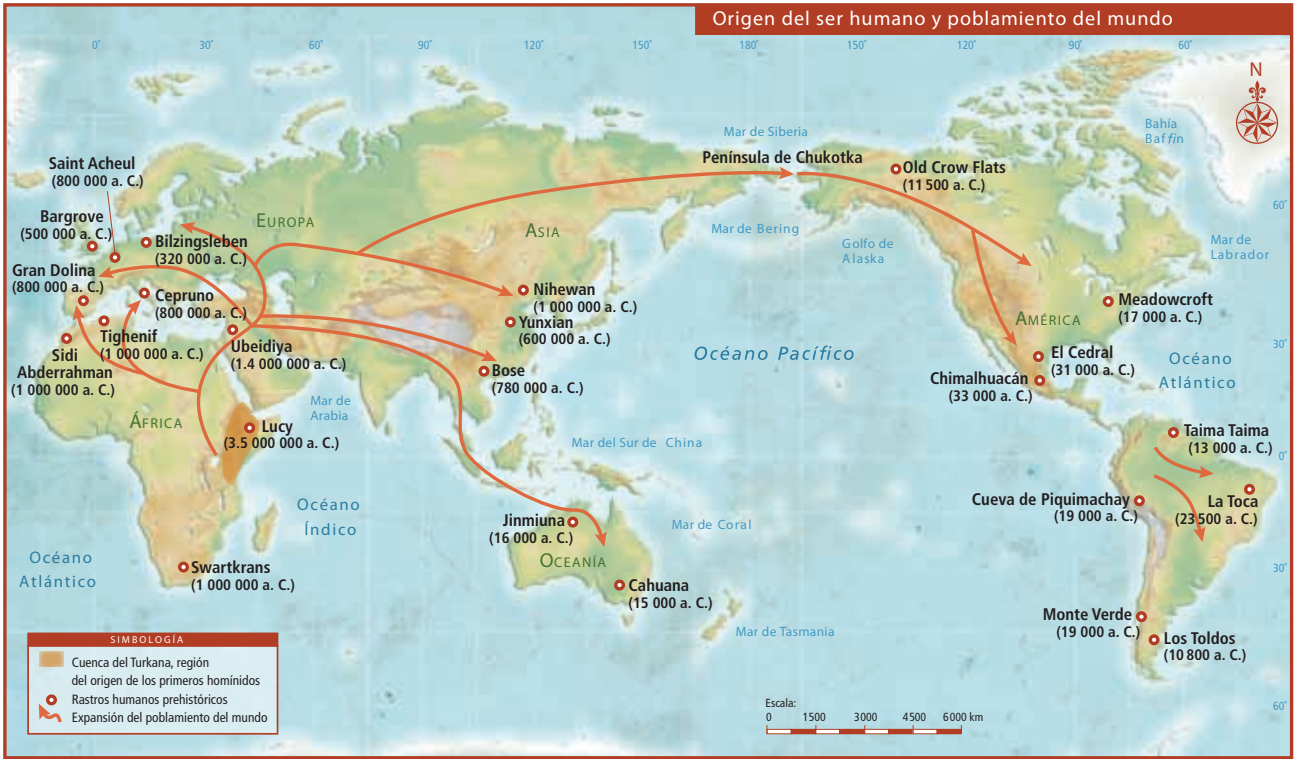 Origen del ser humano y poblamiento del mundo
0°
30°
60°
90°
120°
150°
180°
150°
120°
90°
60°
N
Mar de Siberia
Bahía
Baffín
Península de Chukotka
Old Crow Flats
(11 500 a. C.)
Saint Acheul
(800 000 a. C.)
Bargrove
(500 000 a. C.)
Bilzingsleben
(320 000 a. C.)
EUROPA
ASIA
60°
Mar de Bering
Golfo de
Alaska
Mar de
Labrador
Gran Dolina
(800 000 a. C.)
Cepruno
(800 000 a. C.)
Nihewan
(1 000 000 a. C.)
Meadowcroft
(17 000 a. C.)
Yunxian
(600 000 a. C.)
AMÉRICA
Tighenif
(1 000 000 a. C.)
Ubeidiya
(1.4 000 000 a. C.)
Sidi
Abderrahman
(1 000 000 a. C.)
30°
Océano Pacífico
El Cedral
(31 000 a. C.)
Océano
Atlántico
Bose
(780 000 a. C.)
Chimalhuacán
(33 000 a. C.)
Mar de
Arabia
ÁFRICA
Lucy
(3.5 000 000 a. C.)
Mar del Sur de China
Taima Taima
(13 000 a. C.)
0°
Océano
Índico
Cueva de Piquimachay
(19 000 a. C.)
La Toca
(23 500 a. C.)
Jinmiuna
(16 000 a. C.)
Mar de Coral
OCEANÍA
Océano
Atlántico
Swartkrans
(1 000 000 a. C.)
30°
Cahuana
(15 000 a. C.)
Monte Verde
(19 000 a. C.)
Mar de Tasmania
Los Toldos
(10 800 a. C.)
SIMBOLOGÍA
Cuenca del Turkana, región
del origen de los primeros homínidos
Rastros humanos prehistóricos
Expansión del poblamiento del mundo
Escala:
0 1500 3000 4500 6000 km
60°